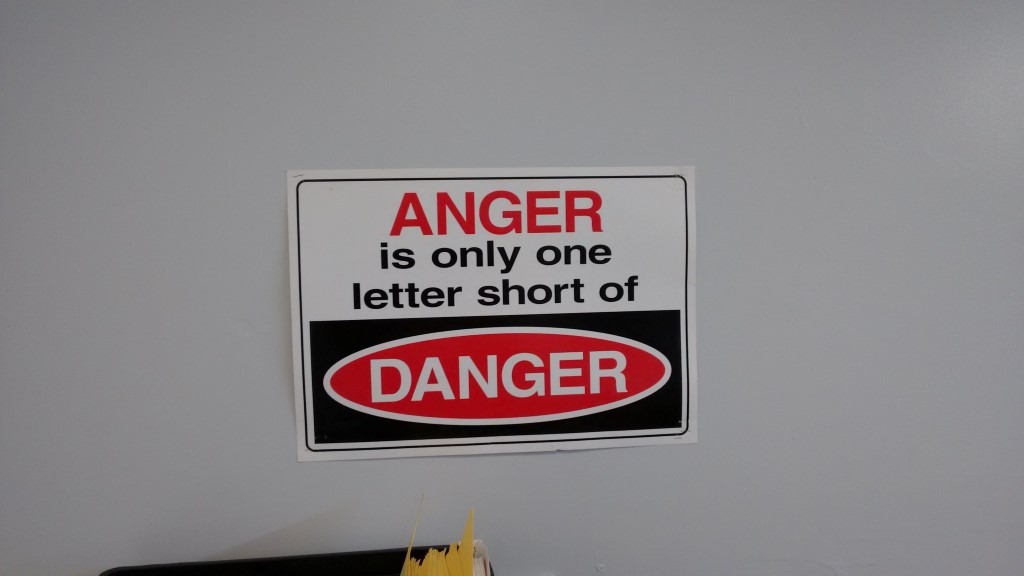 ANGER
is only one
letter short of
DANGER